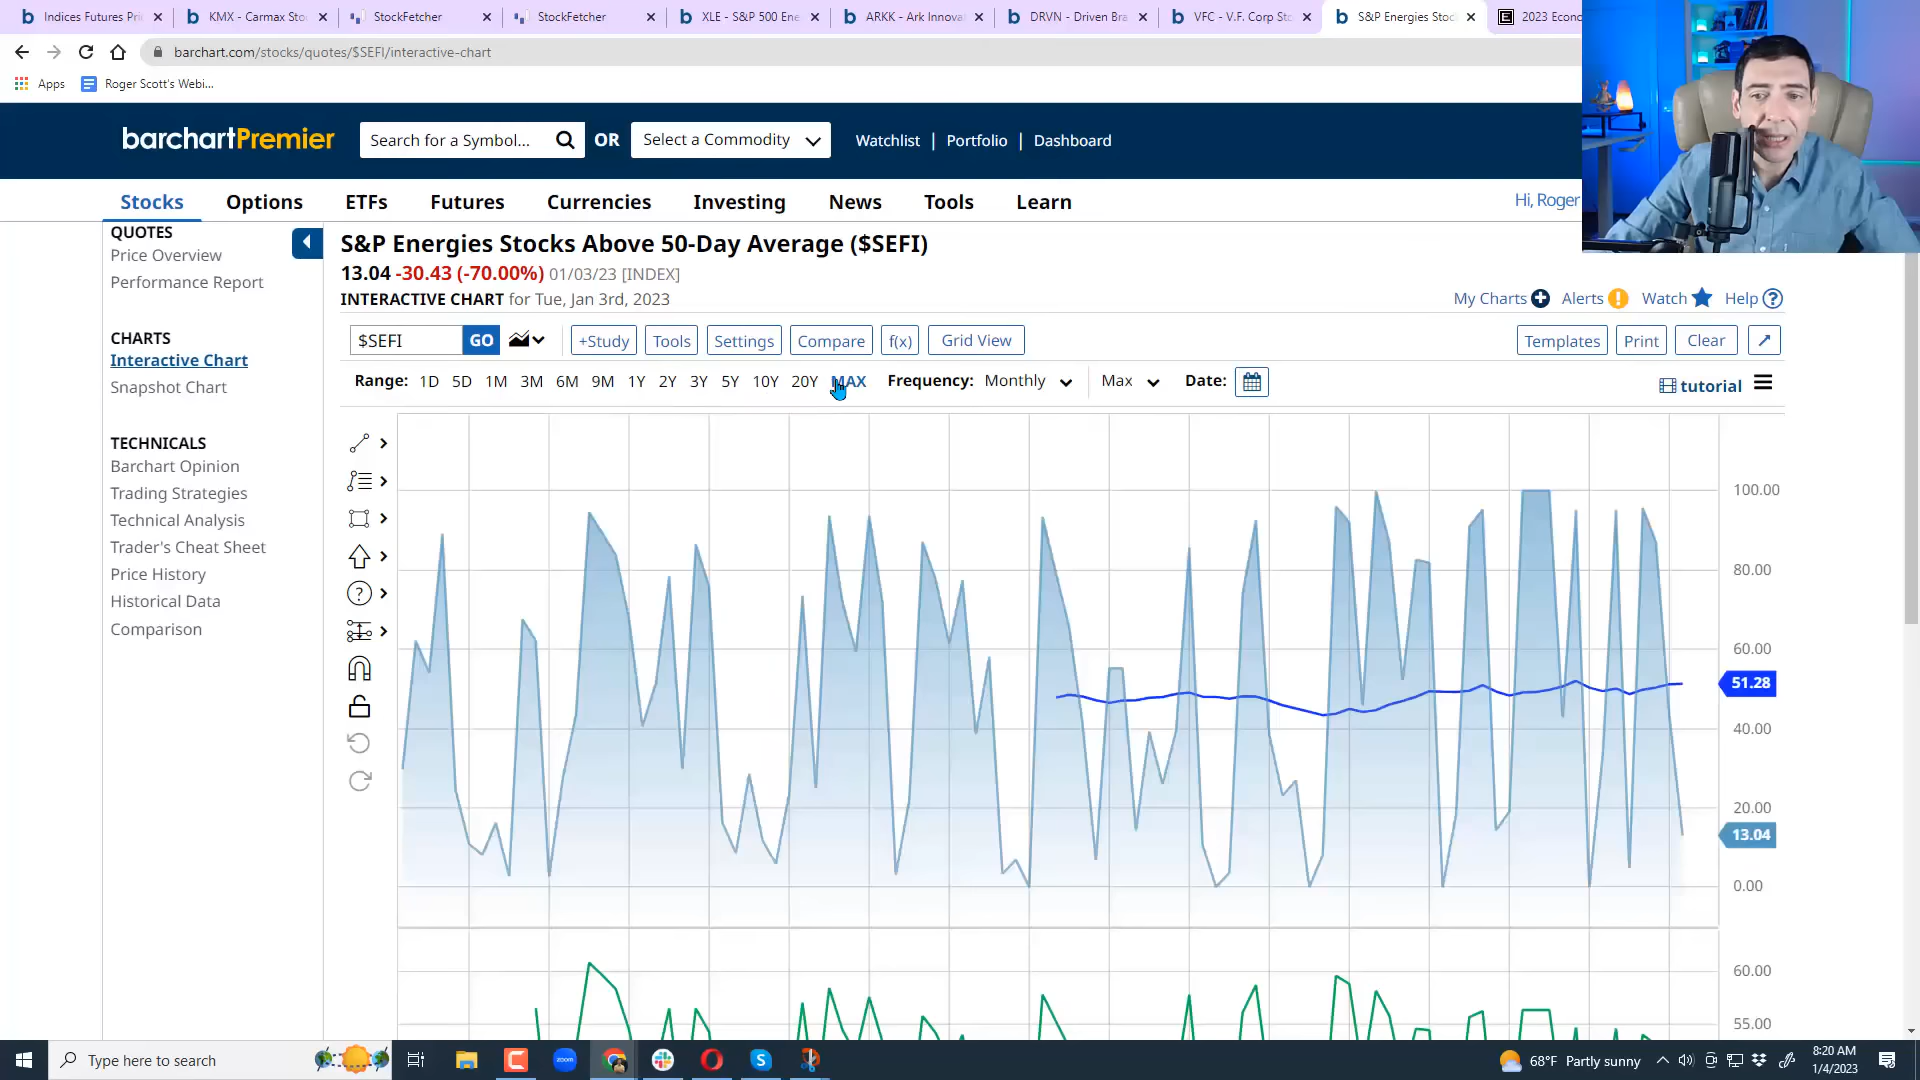 Indices Futures Pri
KMX - Carmax Sto
StockFetcher
StockFetcher
XLE - S&P 500 Ene
ARKK - Ark Innova
DRVN - Driven Bra
VFC - V.F. Corp Sto
S&P Energies Stoc
2023 Econo
barchart.com/stocks/quotes/$SEFI/interactive-chart
Apps
Roger Scott's Webi...
barchartPremier
Search for a Symbol...
OR
Select a Commodity
Watchlist | Portfolio | Dashboard
Stocks Options ETFs Futures Currencies Investing News Tools Learn
Hi, Roger
QUOTES
Price Overview
Performance Report
CHARTS
Interactive Chart
Snapshot Chart
TECHNICALS
Barchart Opinion
Trading Strategies
Technical Analysis
Trader's Cheat Sheet
Price History
Historical Data
Comparison
S&P Energies Stocks Above 50-Day Average ($SEFI)
13.04 -30.43 (-70.00%) 01/03/23 [INDEX]
INTERACTIVE CHART for Tue, Jan 3rd, 2023
My Charts Alerts Watch Help
$SEFI GO +Study Tools Settings Compare f(x) Grid View
Templates Print Clear
Range: 1D 5D 1M 3M 6M 9M 1Y 2Y 3Y 5Y 10Y 20Y MAX Frequency: Monthly Max Date:
tutorial
100.00
80.00
60.00
51.28
40.00
20.00
13.04
0.00
60.00
55.00
Type here to search
zoom
68°F Partly sunny
8:20 AM
1/4/2023